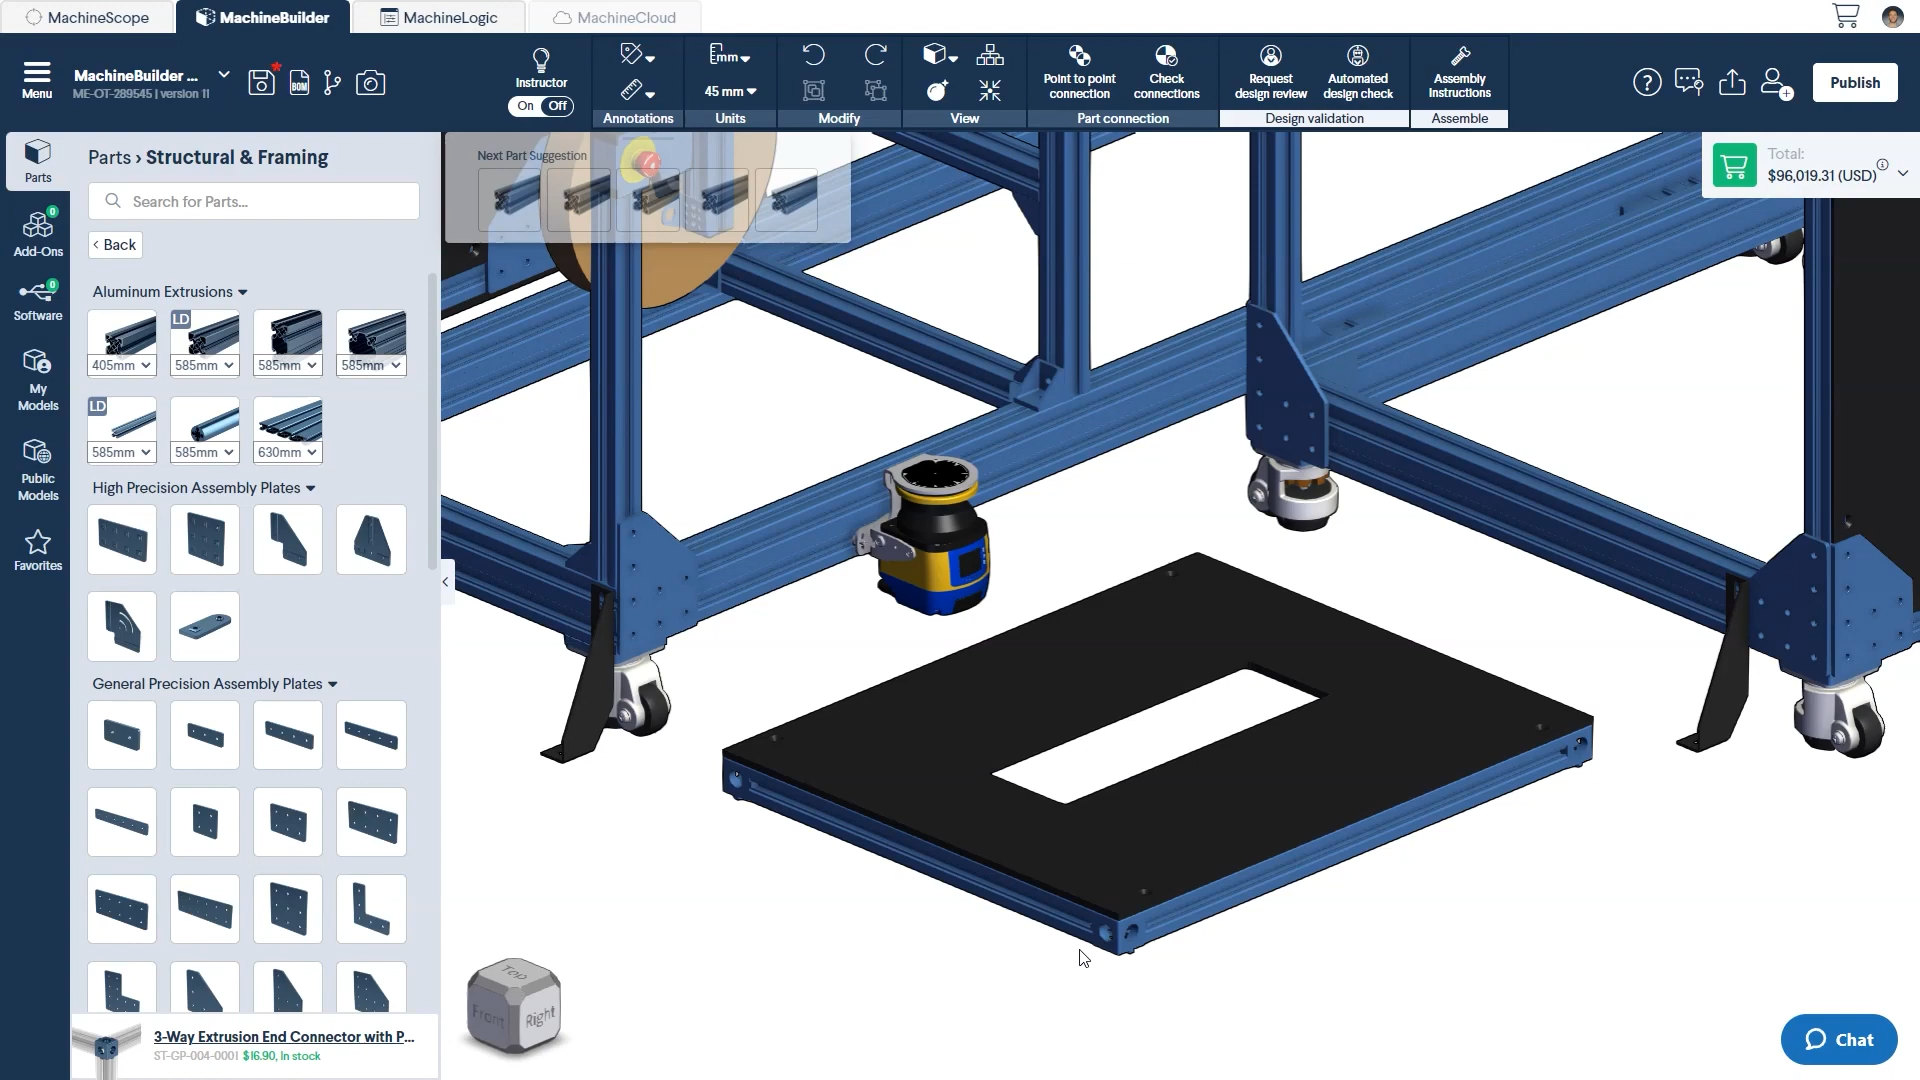 MachineScope
MachineBuilder
MachineLogic
MachineCloud
Menu
MachineBuilder ...
ME-OT-289545 | version 11
BOM
Instructor
On Off
Annotations
mm
45 mm
Units
Modify
View
Point to point
connection
Check
connections
Part connection
Request
design review
Automated
design check
Design validation
Assembly
Instructions
Assemble
Publish
Parts
0
Add-Ons
0
Software
My
Models
Public
Models
Favorites
Parts › Structural & Framing
Search for Parts...
‹ Back
Aluminum Extrusions
LD
405mm
585mm
585mm
585mm
LD
585mm
585mm
630mm
High Precision Assembly Plates
General Precision Assembly Plates
3-Way Extrusion End Connector with P...
ST-GP-004-0001 $16.90, In stock
Next Part Suggestion
Total:
$96,019.31 (USD)
Top
Front
Right
Chat